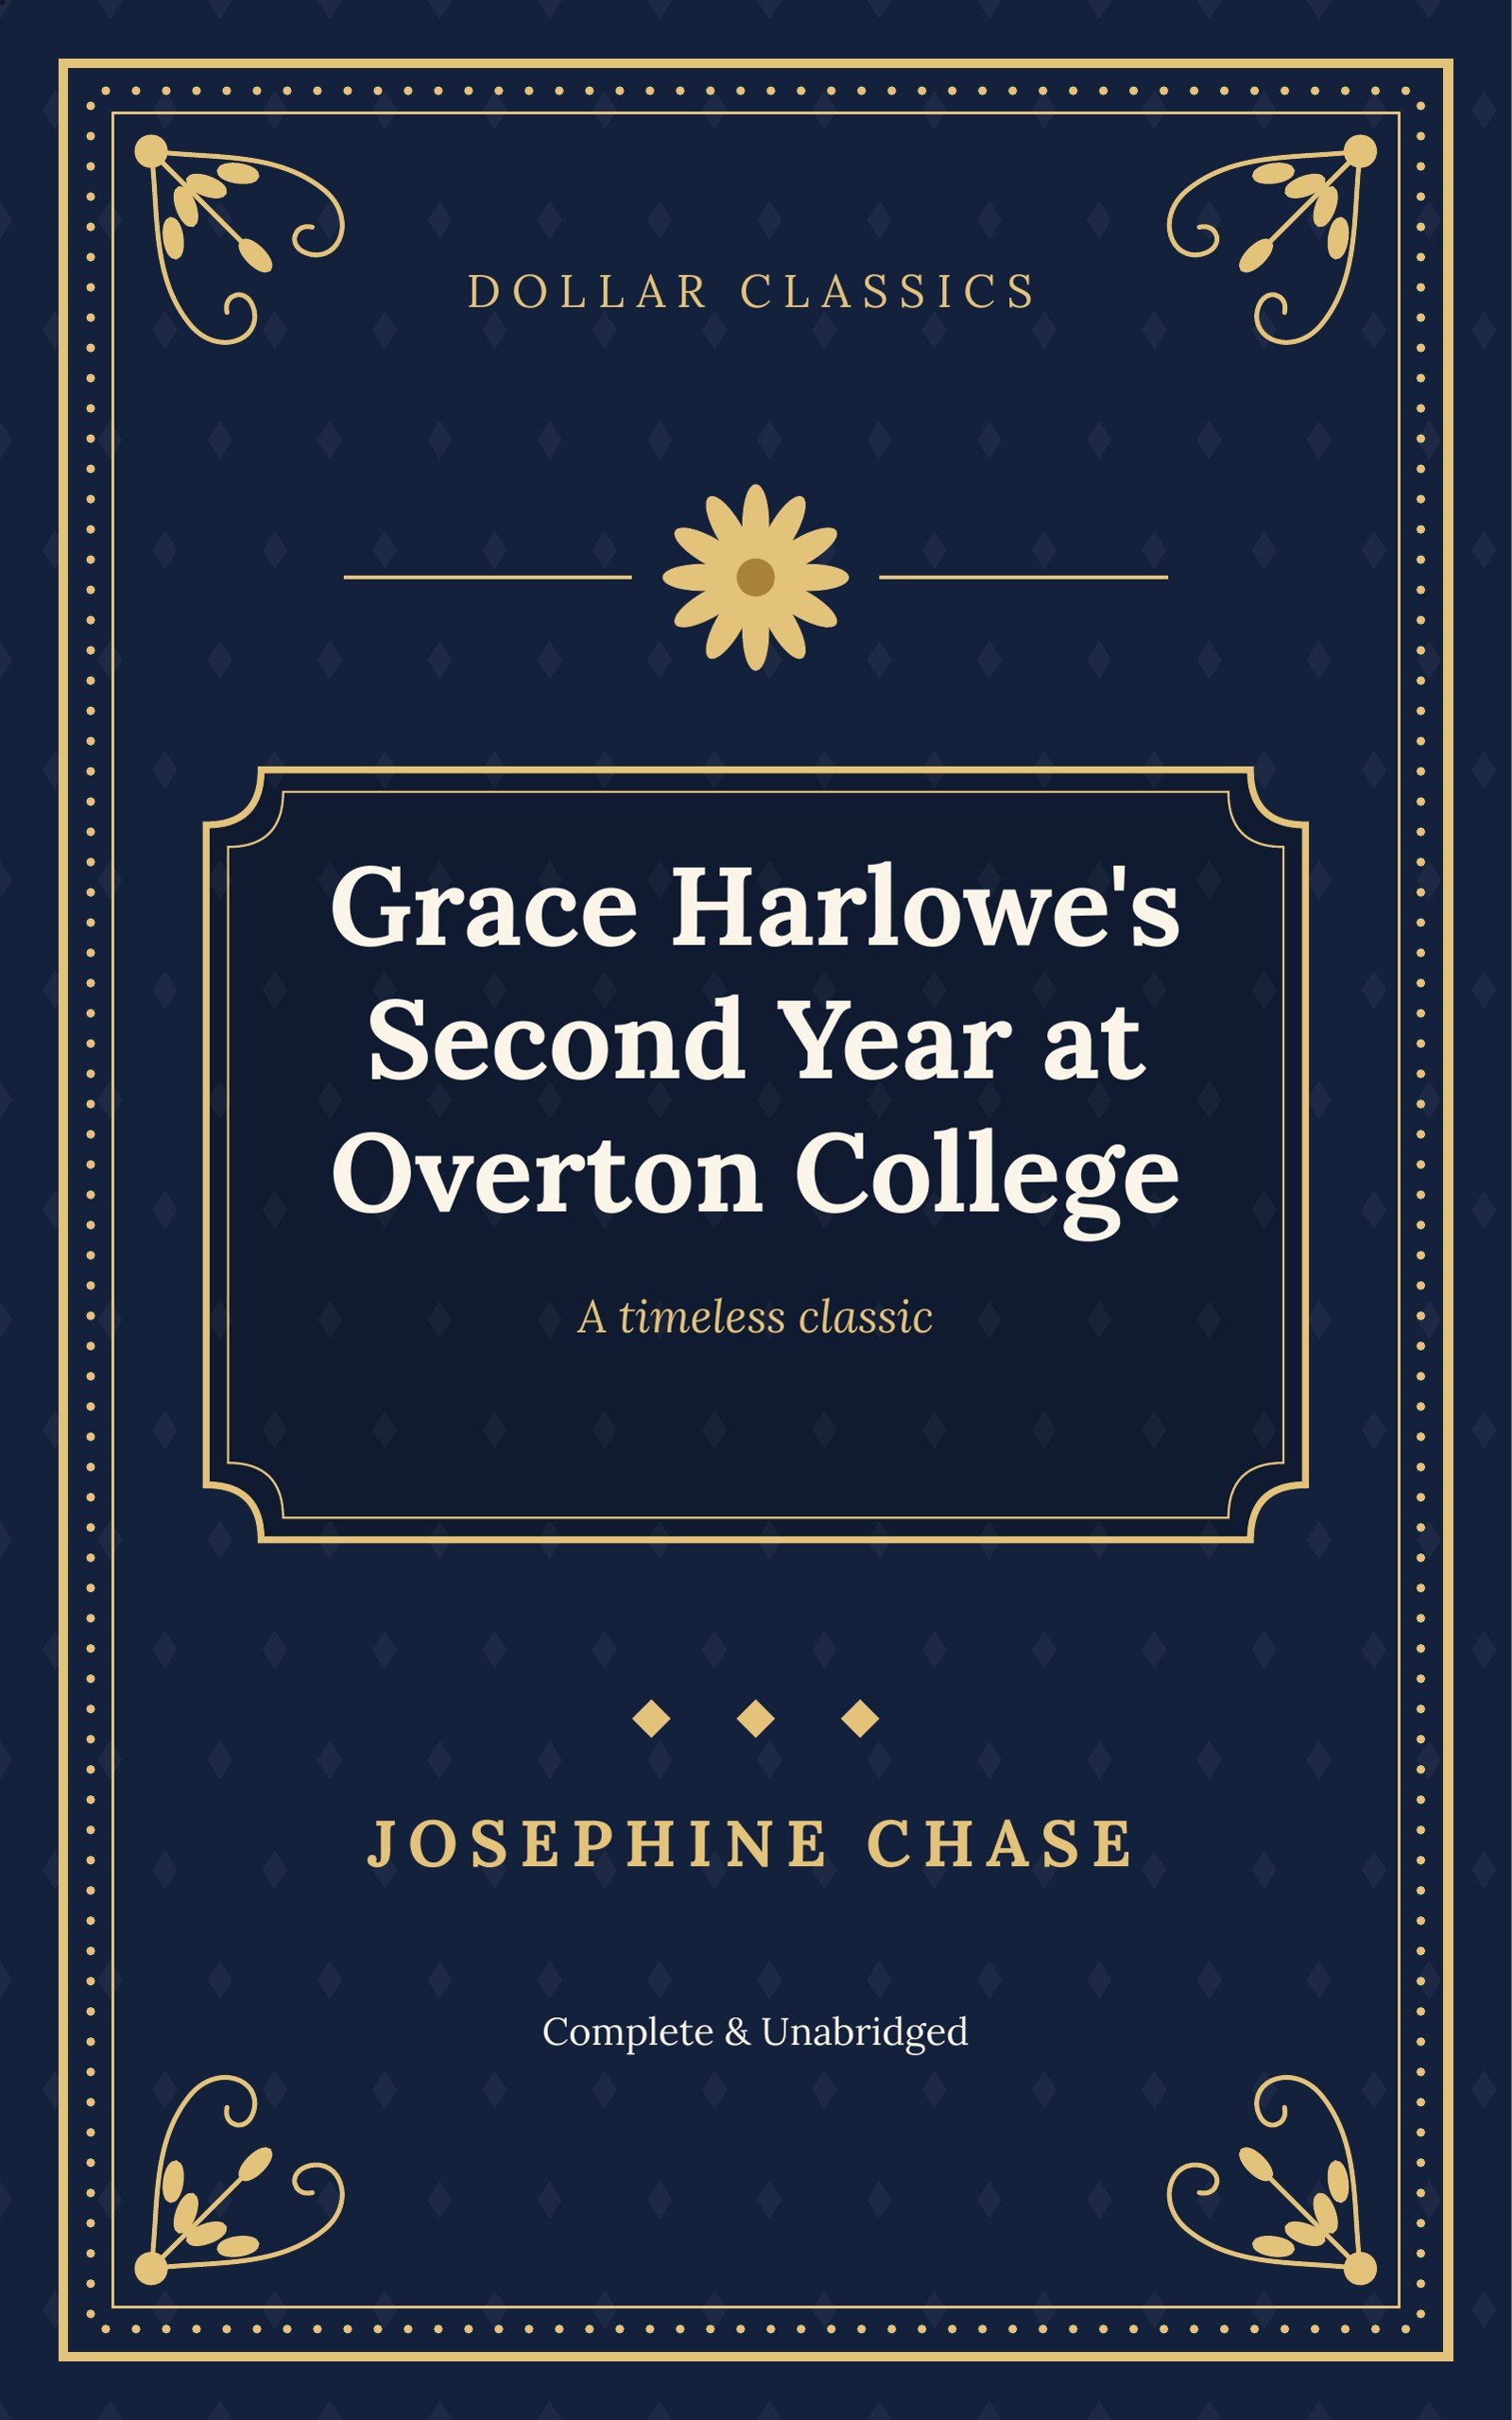 DOLLAR CLASSICS
Grace Harlowe's
Second Year at
Overton College
A timeless classic
JOSEPHINE CHASE
Complete & Unabridged